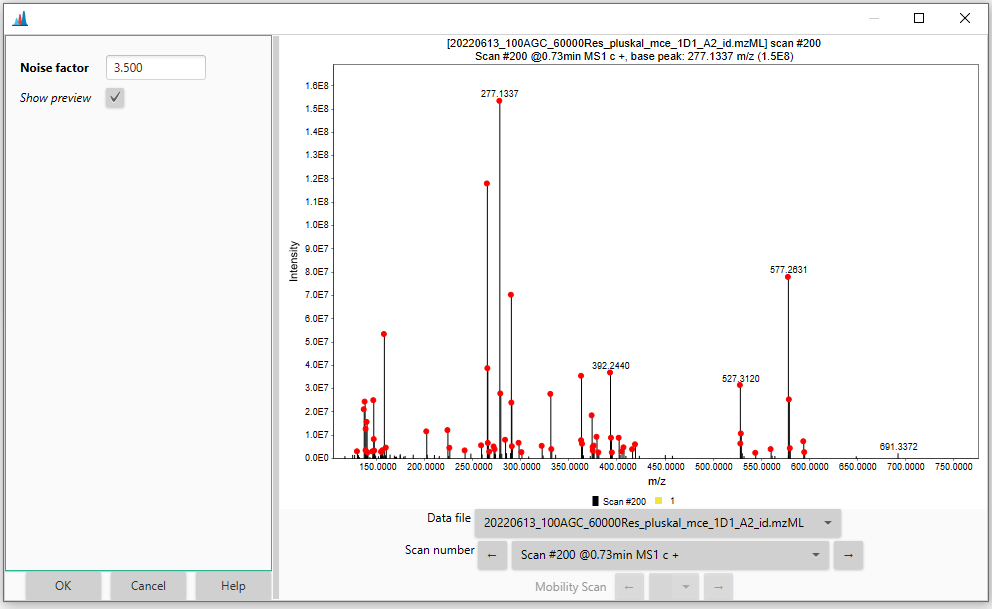 Noise factor 3.500
Show preview
[20220613_100AGC_60000Res_pluskal_mce_1D1_A2_id.mzML] scan #200
Scan #200 @0.73min MS1 c +, base peak: 277.1337 m/z (1.5E8)
Intensity
1.6E8
1.5E8
1.4E8
1.3E8
1.2E8
1.1E8
1.0E8
9.0E7
8.0E7
7.0E7
6.0E7
5.0E7
4.0E7
3.0E7
2.0E7
1.0E7
0.0E0
277.1337
577.2631
392.2440
527.3120
691.3372
150.0000 200.0000 250.0000 300.0000 350.0000 400.0000 450.0000 500.0000 550.0000 600.0000 650.0000 700.0000 750.0000
m/z
Scan #200 1
Data file 20220613_100AGC_60000Res_pluskal_mce_1D1_A2_id.mzML
Scan number ← Scan #200 @0.73min MS1 c + →
Mobility Scan ← →
OK Cancel Help